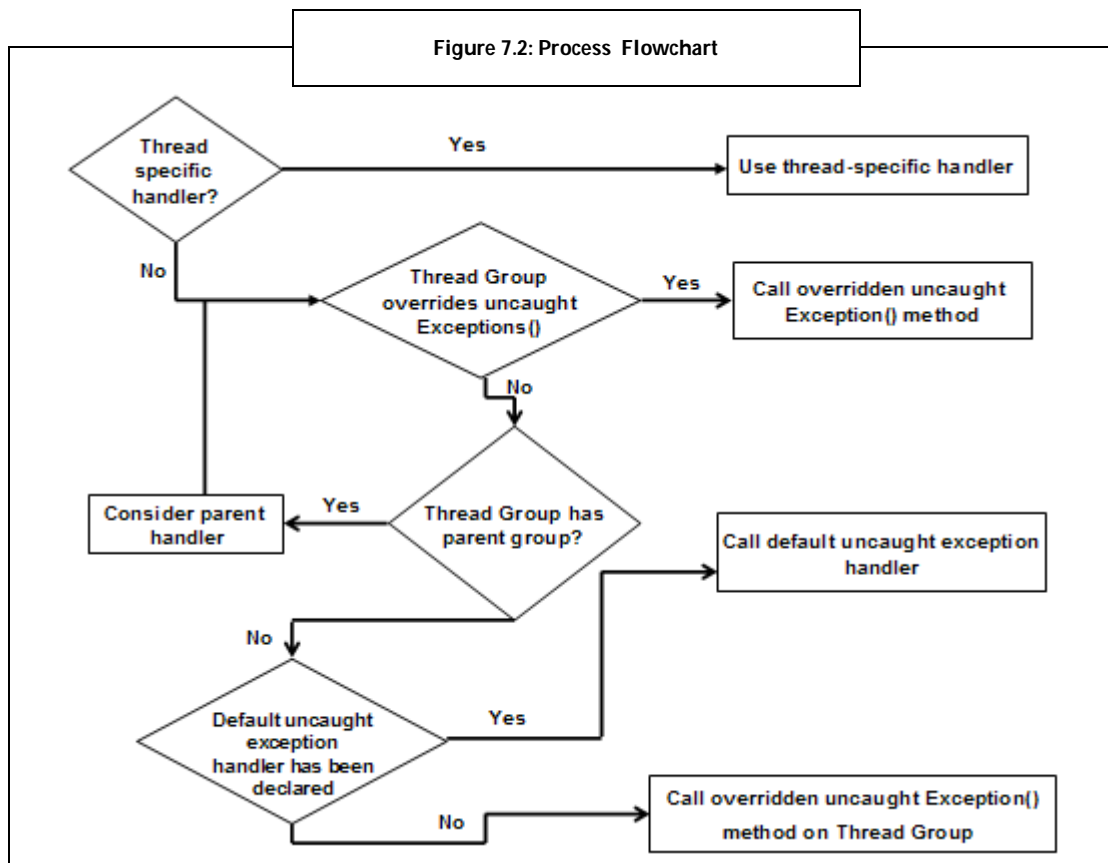 Figure 7.2: Process Flowchart
Thread
specific
handler?
Yes
Use thread-specific handler
No
Thread Group
overrides uncaught
Exceptions()
Yes
Call overridden uncaught
Exception() method
No
Consider parent
handler
Yes
Thread Group has
parent group?
Call default uncaught exception
handler
No
Default uncaught
exception
handler has been
declared
Yes
No
Call overridden uncaught Exception()
method on Thread Group